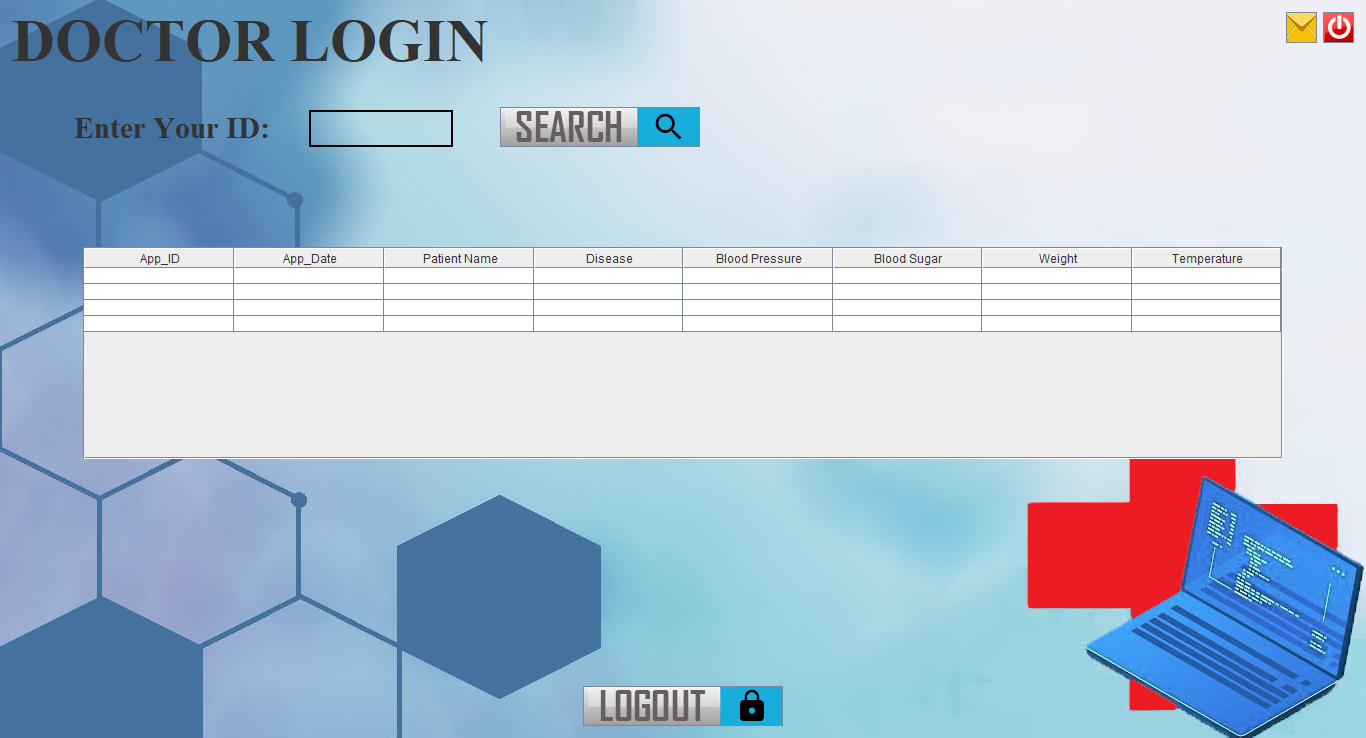 DOCTOR LOGIN
Enter Your ID:
SEARCH
App_ID App_Date Patient Name Disease Blood Pressure Blood Sugar Weight Temperature
LOGOUT